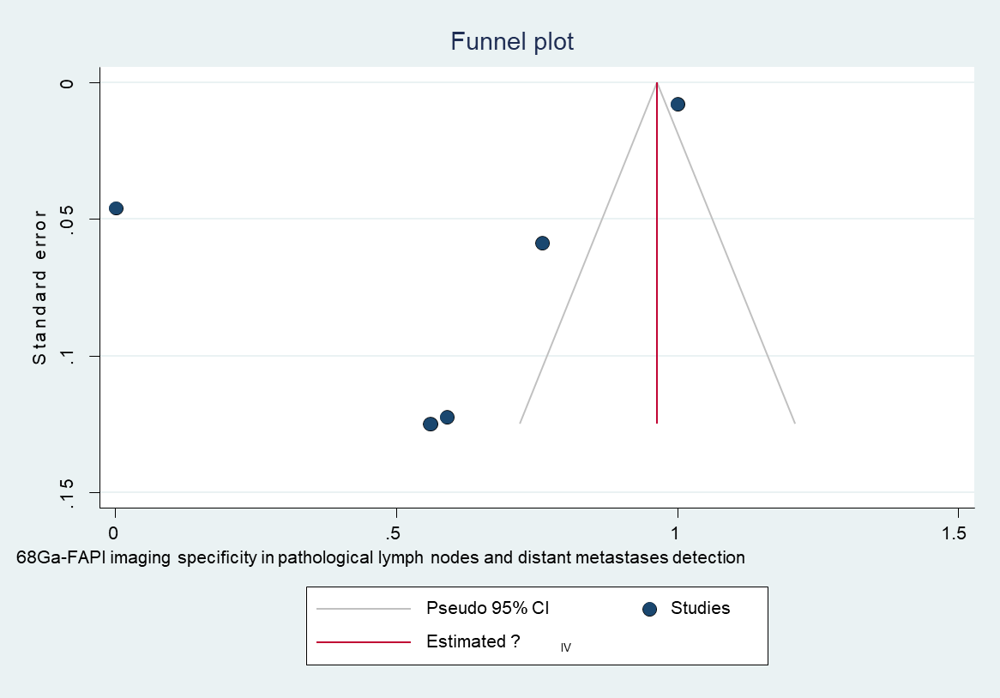 Funnel plot
Standard error
0
.05
.1
.15
0 .5 1 1.5
68Ga-FAPI imaging specificity in pathological lymph nodes and distant metastases detection
Pseudo 95% CI Studies
Estimated ? IV